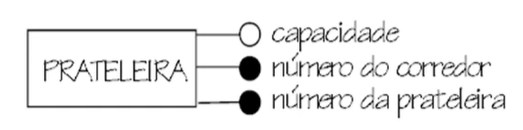 PRATELEIRA
capacidade
número do corredor
número da prateleira